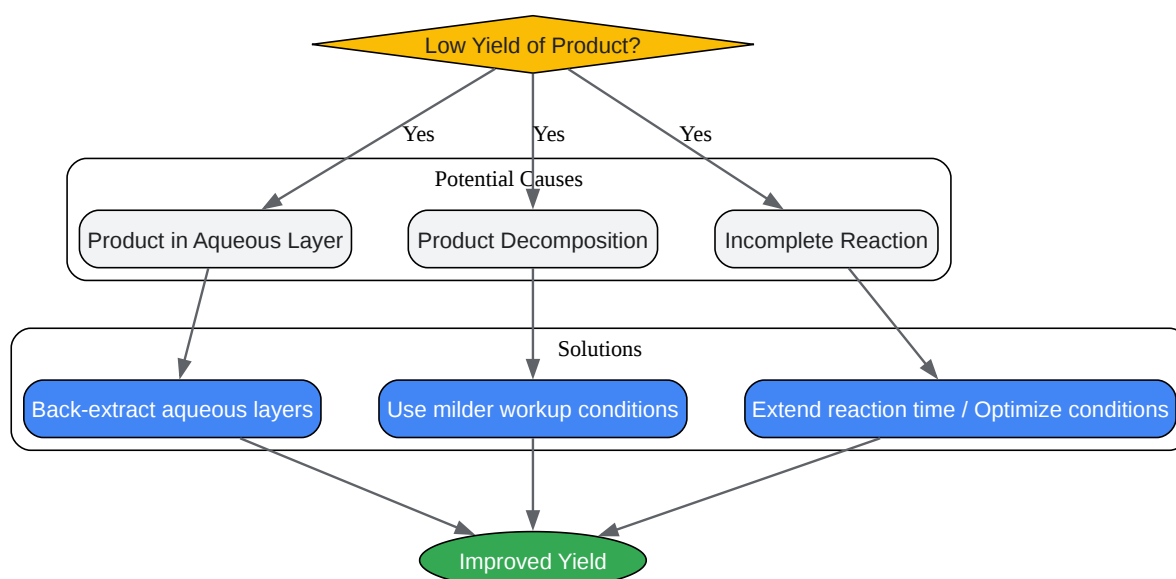 Low Yield of Product?
Yes
Yes
Yes
Potential Causes
Product in Aqueous Layer
Product Decomposition
Incomplete Reaction
Solutions
Back-extract aqueous layers
Use milder workup conditions
Extend reaction time / Optimize conditions
Improved Yield